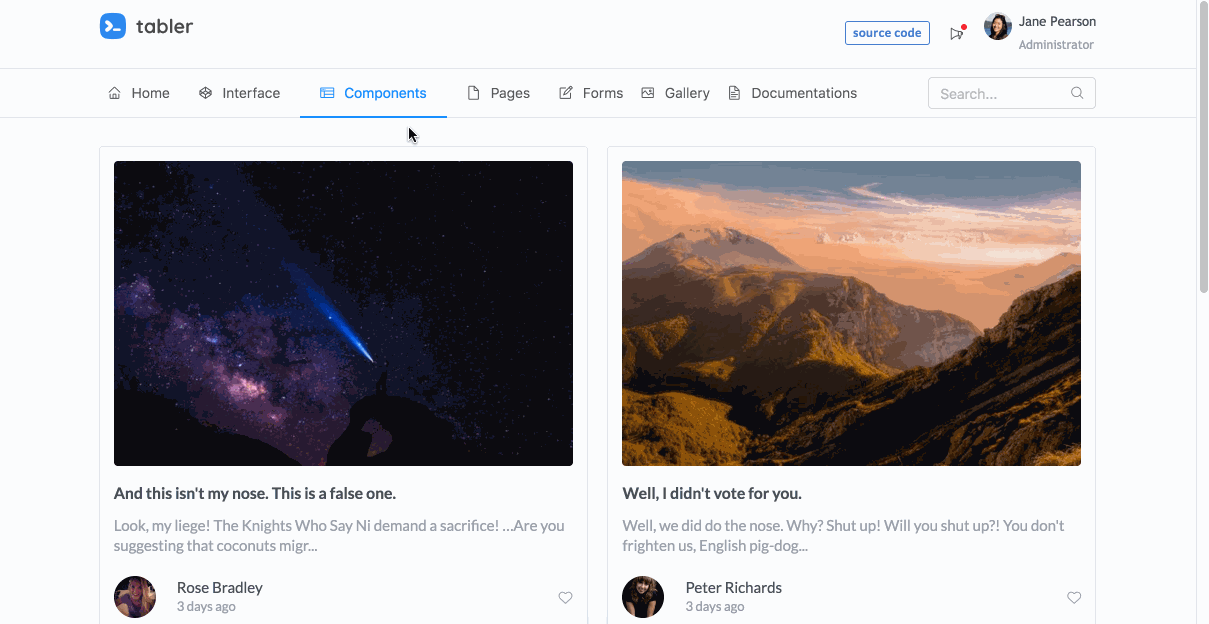 tabler
source code
Jane Pearson
Administrator
Home
Interface
Components
Pages
Forms
Gallery
Documentations
Search...
And this isn't my nose. This is a false one.
Look, my liege! The Knights Who Say Ni demand a sacrifice! ...Are you
suggesting that coconuts migr...
Rose Bradley
3 days ago
Well, I didn't vote for you.
Well, we did do the nose. Why? Shut up! Will you shut up?! You don't
frighten us, English pig-dog...
Peter Richards
3 days ago